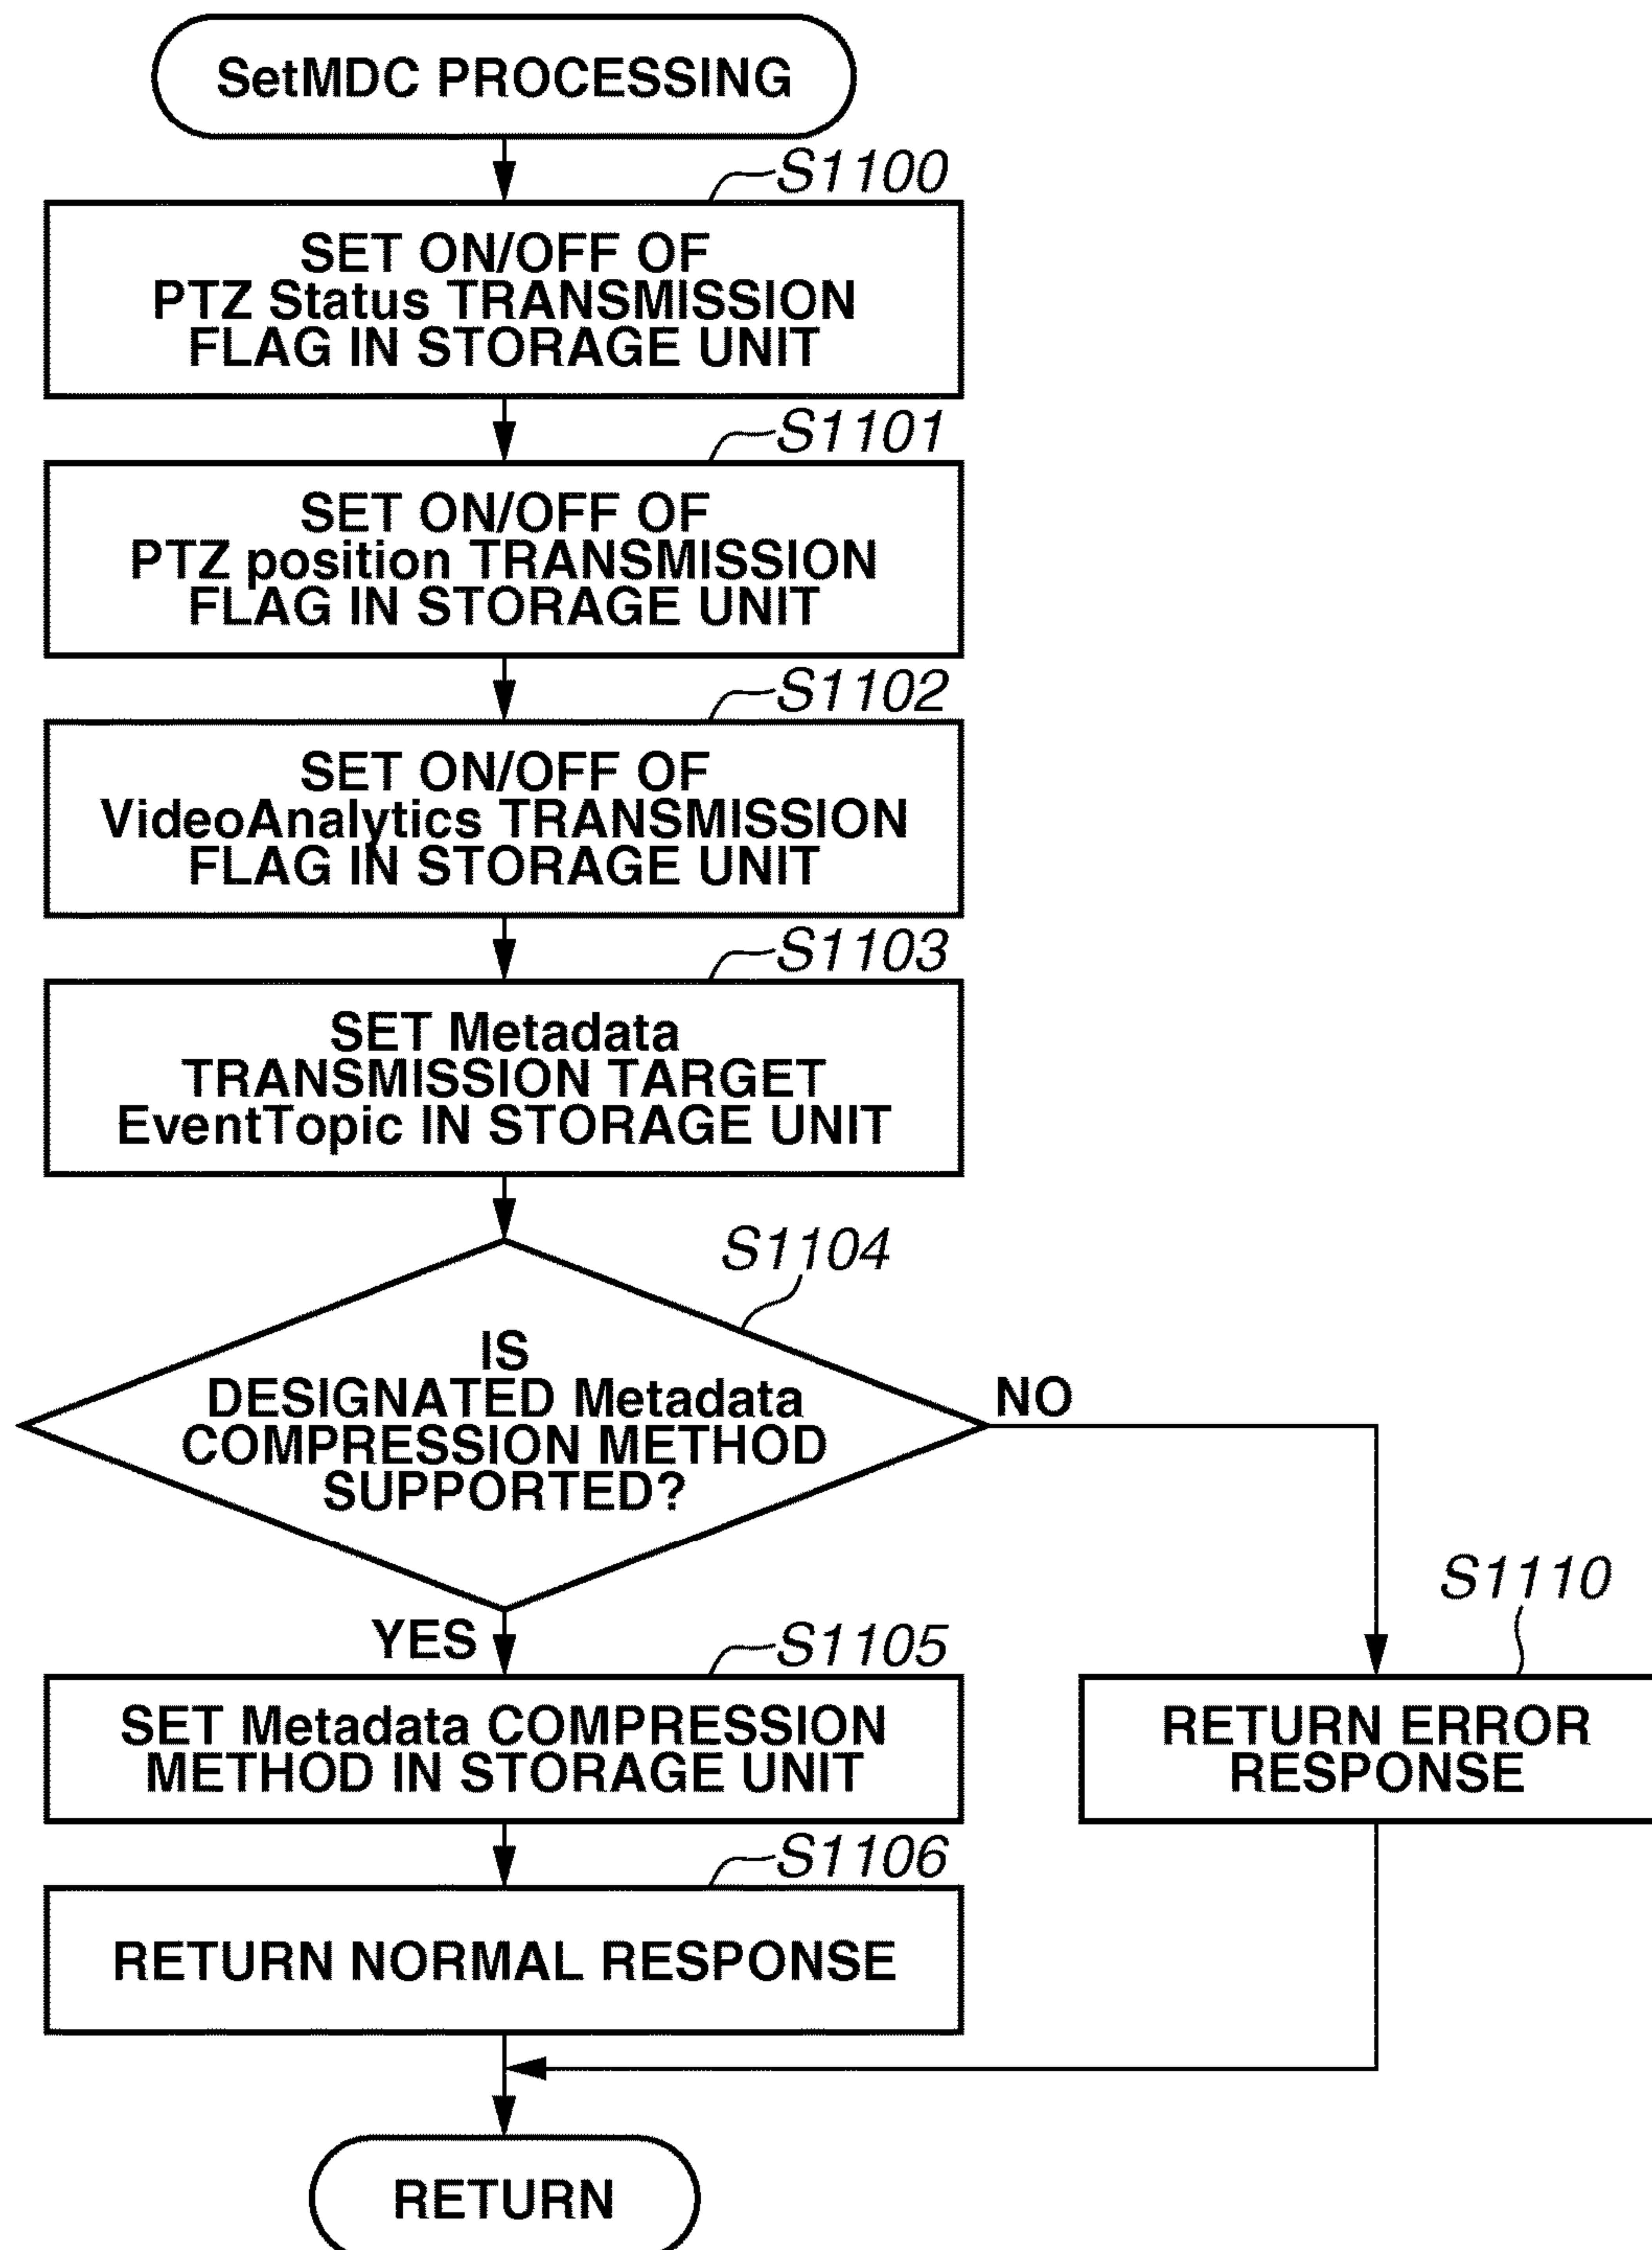 SetMDC PROCESSING
S1100
SET ON/OFF OF
PTZ Status TRANSMISSION
FLAG IN STORAGE UNIT
S1101
SET ON/OFF OF
PTZ position TRANSMISSION
FLAG IN STORAGE UNIT
S1102
SET ON/OFF OF
VideoAnalytics TRANSMISSION
FLAG IN STORAGE UNIT
S1103
SET Metadata
TRANSMISSION TARGET
EventTopic IN STORAGE UNIT
S1104
IS
DESIGNATED Metadata
COMPRESSION METHOD
SUPPORTED?
NO
YES
S1105
SET Metadata COMPRESSION
METHOD IN STORAGE UNIT
S1110
RETURN ERROR
RESPONSE
S1106
RETURN NORMAL RESPONSE
RETURN